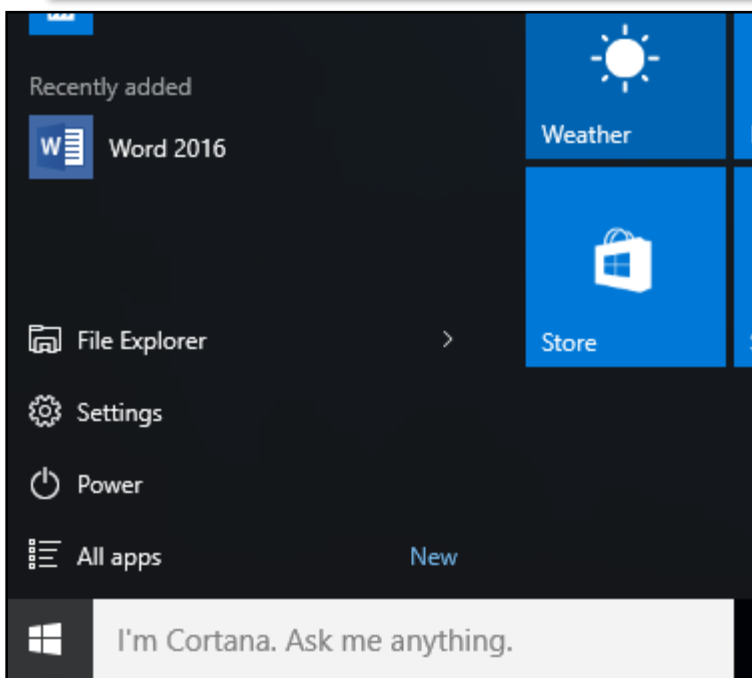 Recently added
Word 2016
File Explorer
Settings
Power
All apps
New
Weather
Store
I'm Cortana. Ask me anything.